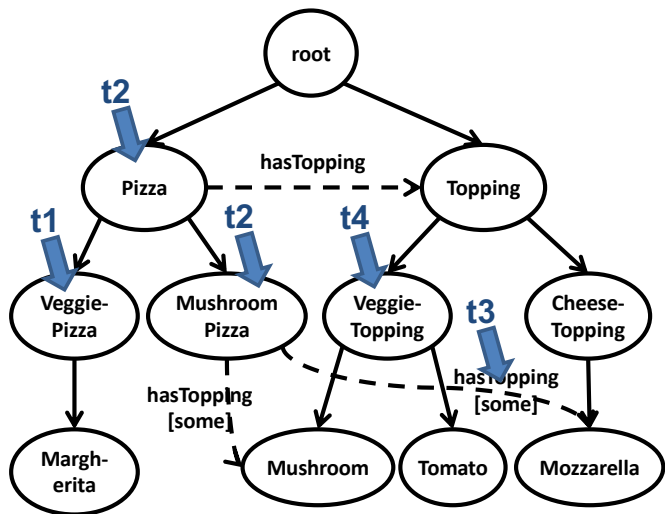 root
t2
hasTopping
Pizza
Topping
t1
t2
t4
Veggie-
Pizza
Mushroom
Pizza
Veggie-
Topping
Cheese-
Topping
t3
hasTopping
[some]
hasTopping
[some]
Margh-
erita
Mushroom
Tomato
Mozzarella